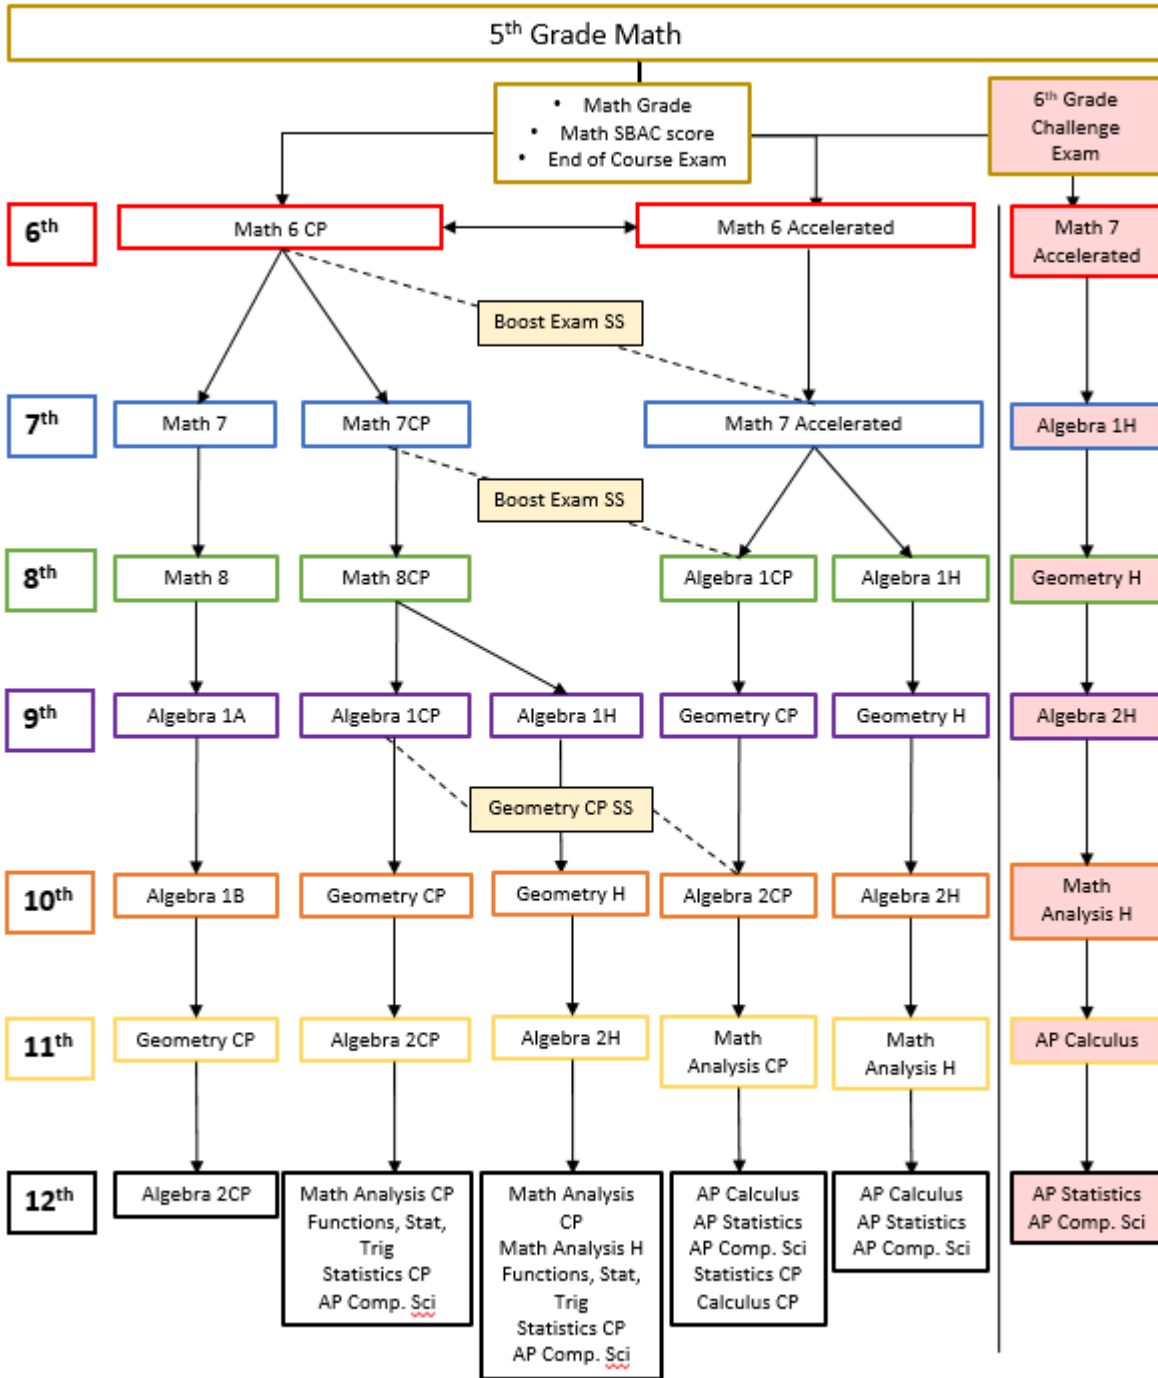 5th Grade Math
• Math Grade
• Math SBAC score
• End of Course Exam
6th Grade
Challenge
Exam
6th
Math 6 CP
Math 6 Accelerated
Math 7
Accelerated
Boost Exam SS
7th
Math 7
Math 7CP
Math 7 Accelerated
Algebra 1H
Boost Exam SS
8th
Math 8
Math 8CP
Algebra 1CP
Algebra 1H
Geometry H
9th
Algebra 1A
Algebra 1CP
Algebra 1H
Geometry CP
Geometry H
Algebra 2H
Geometry CP SS
10th
Algebra 1B
Geometry CP
Geometry H
Algebra 2CP
Algebra 2H
Math
Analysis H
11th
Geometry CP
Algebra 2CP
Algebra 2H
Math
Analysis CP
Math
Analysis H
AP Calculus
12th
Algebra 2CP
Math Analysis CP
Functions, Stat,
Trig
Statistics CP
AP Comp. Sci
Math Analysis
CP
Math Analysis H
Functions, Stat,
Trig
Statistics CP
AP Comp. Sci
AP Calculus
AP Statistics
AP Comp. Sci
Statistics CP
Calculus CP
AP Calculus
AP Statistics
AP Comp. Sci
AP Statistics
AP Comp. Sci